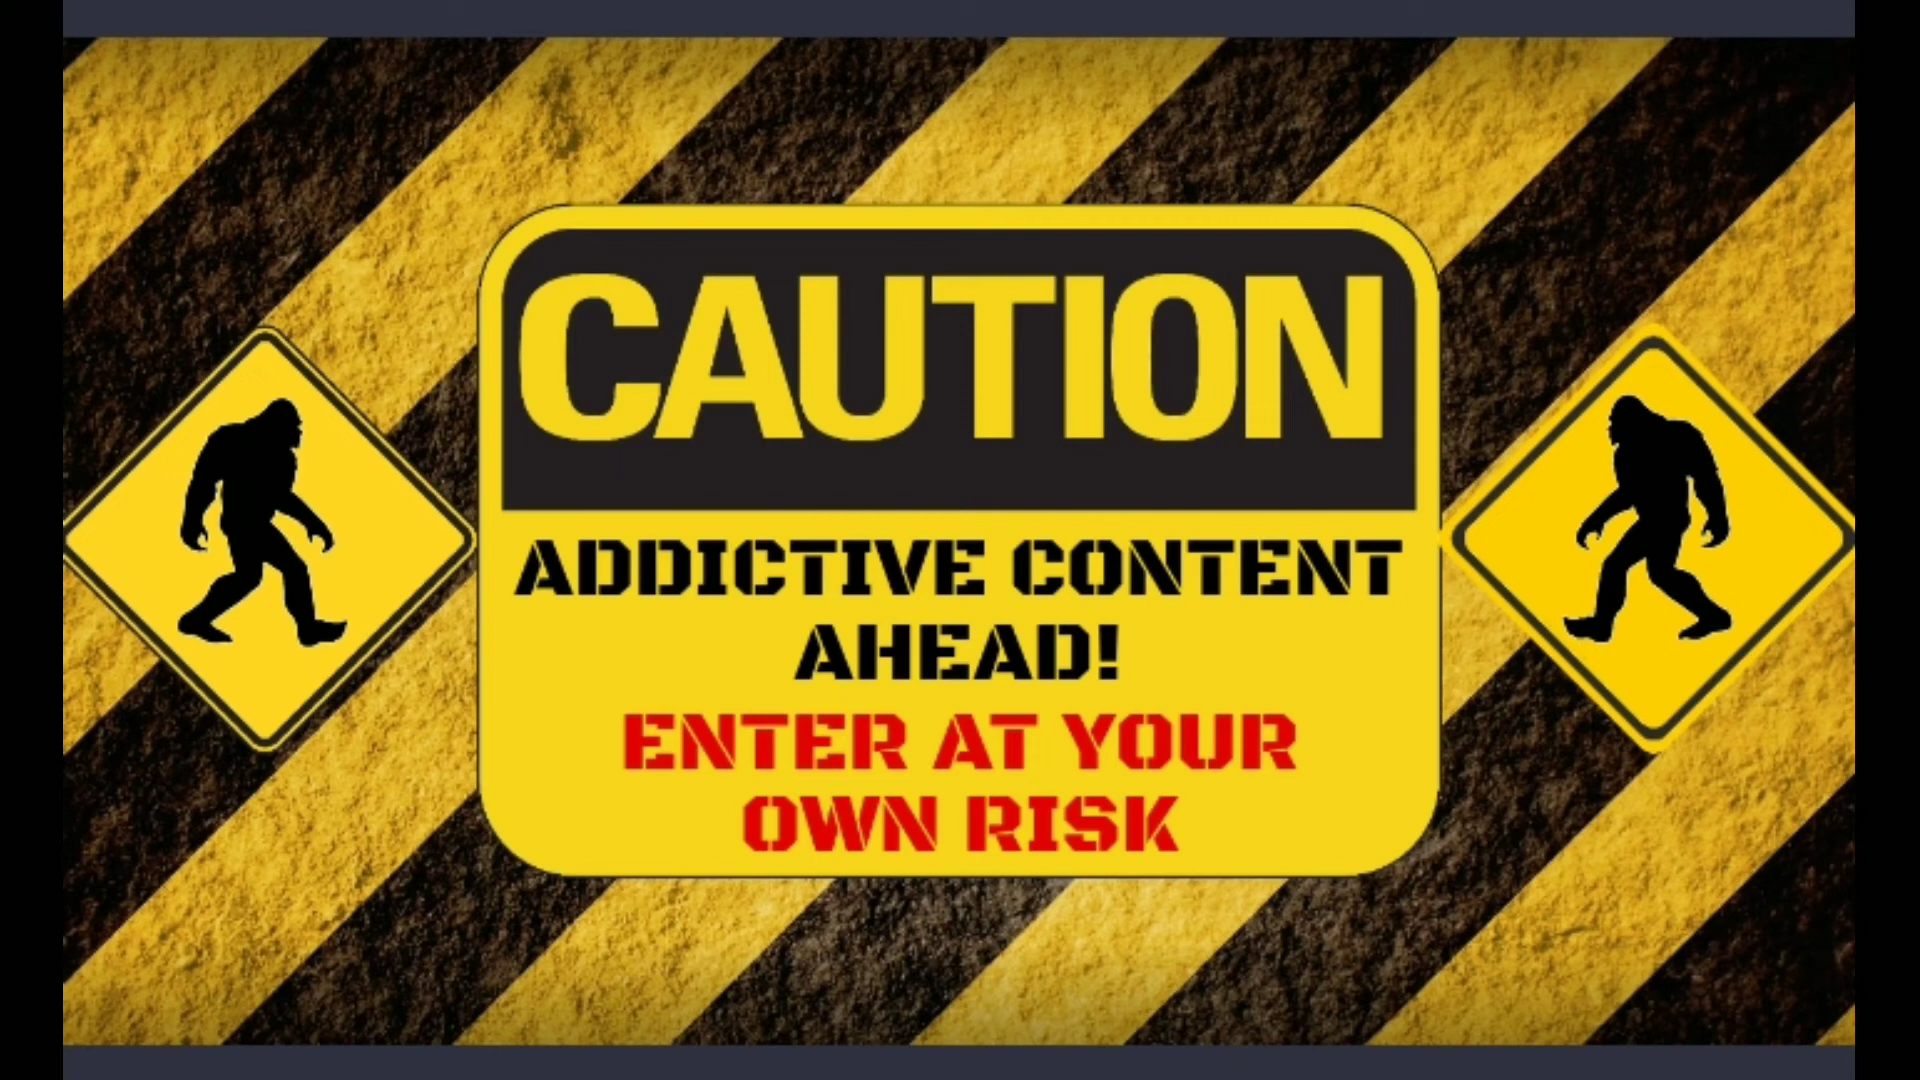 CAUTION
ADDICTIVE CONTENT
AHEAD!
ENTER AT YOUR
OWN RISK